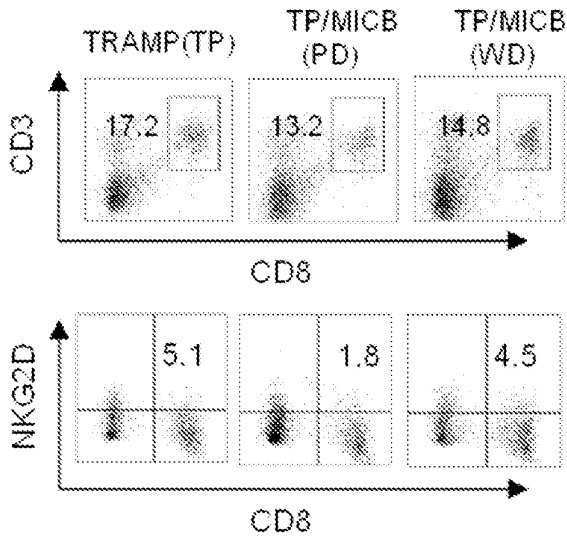 TRAMP(TP) TP/MICB (PD) TP/MICB (WD)
CD3
17.2 13.2 14.8
CD8
NKG2D
5.1 1.8 4.5
CD8